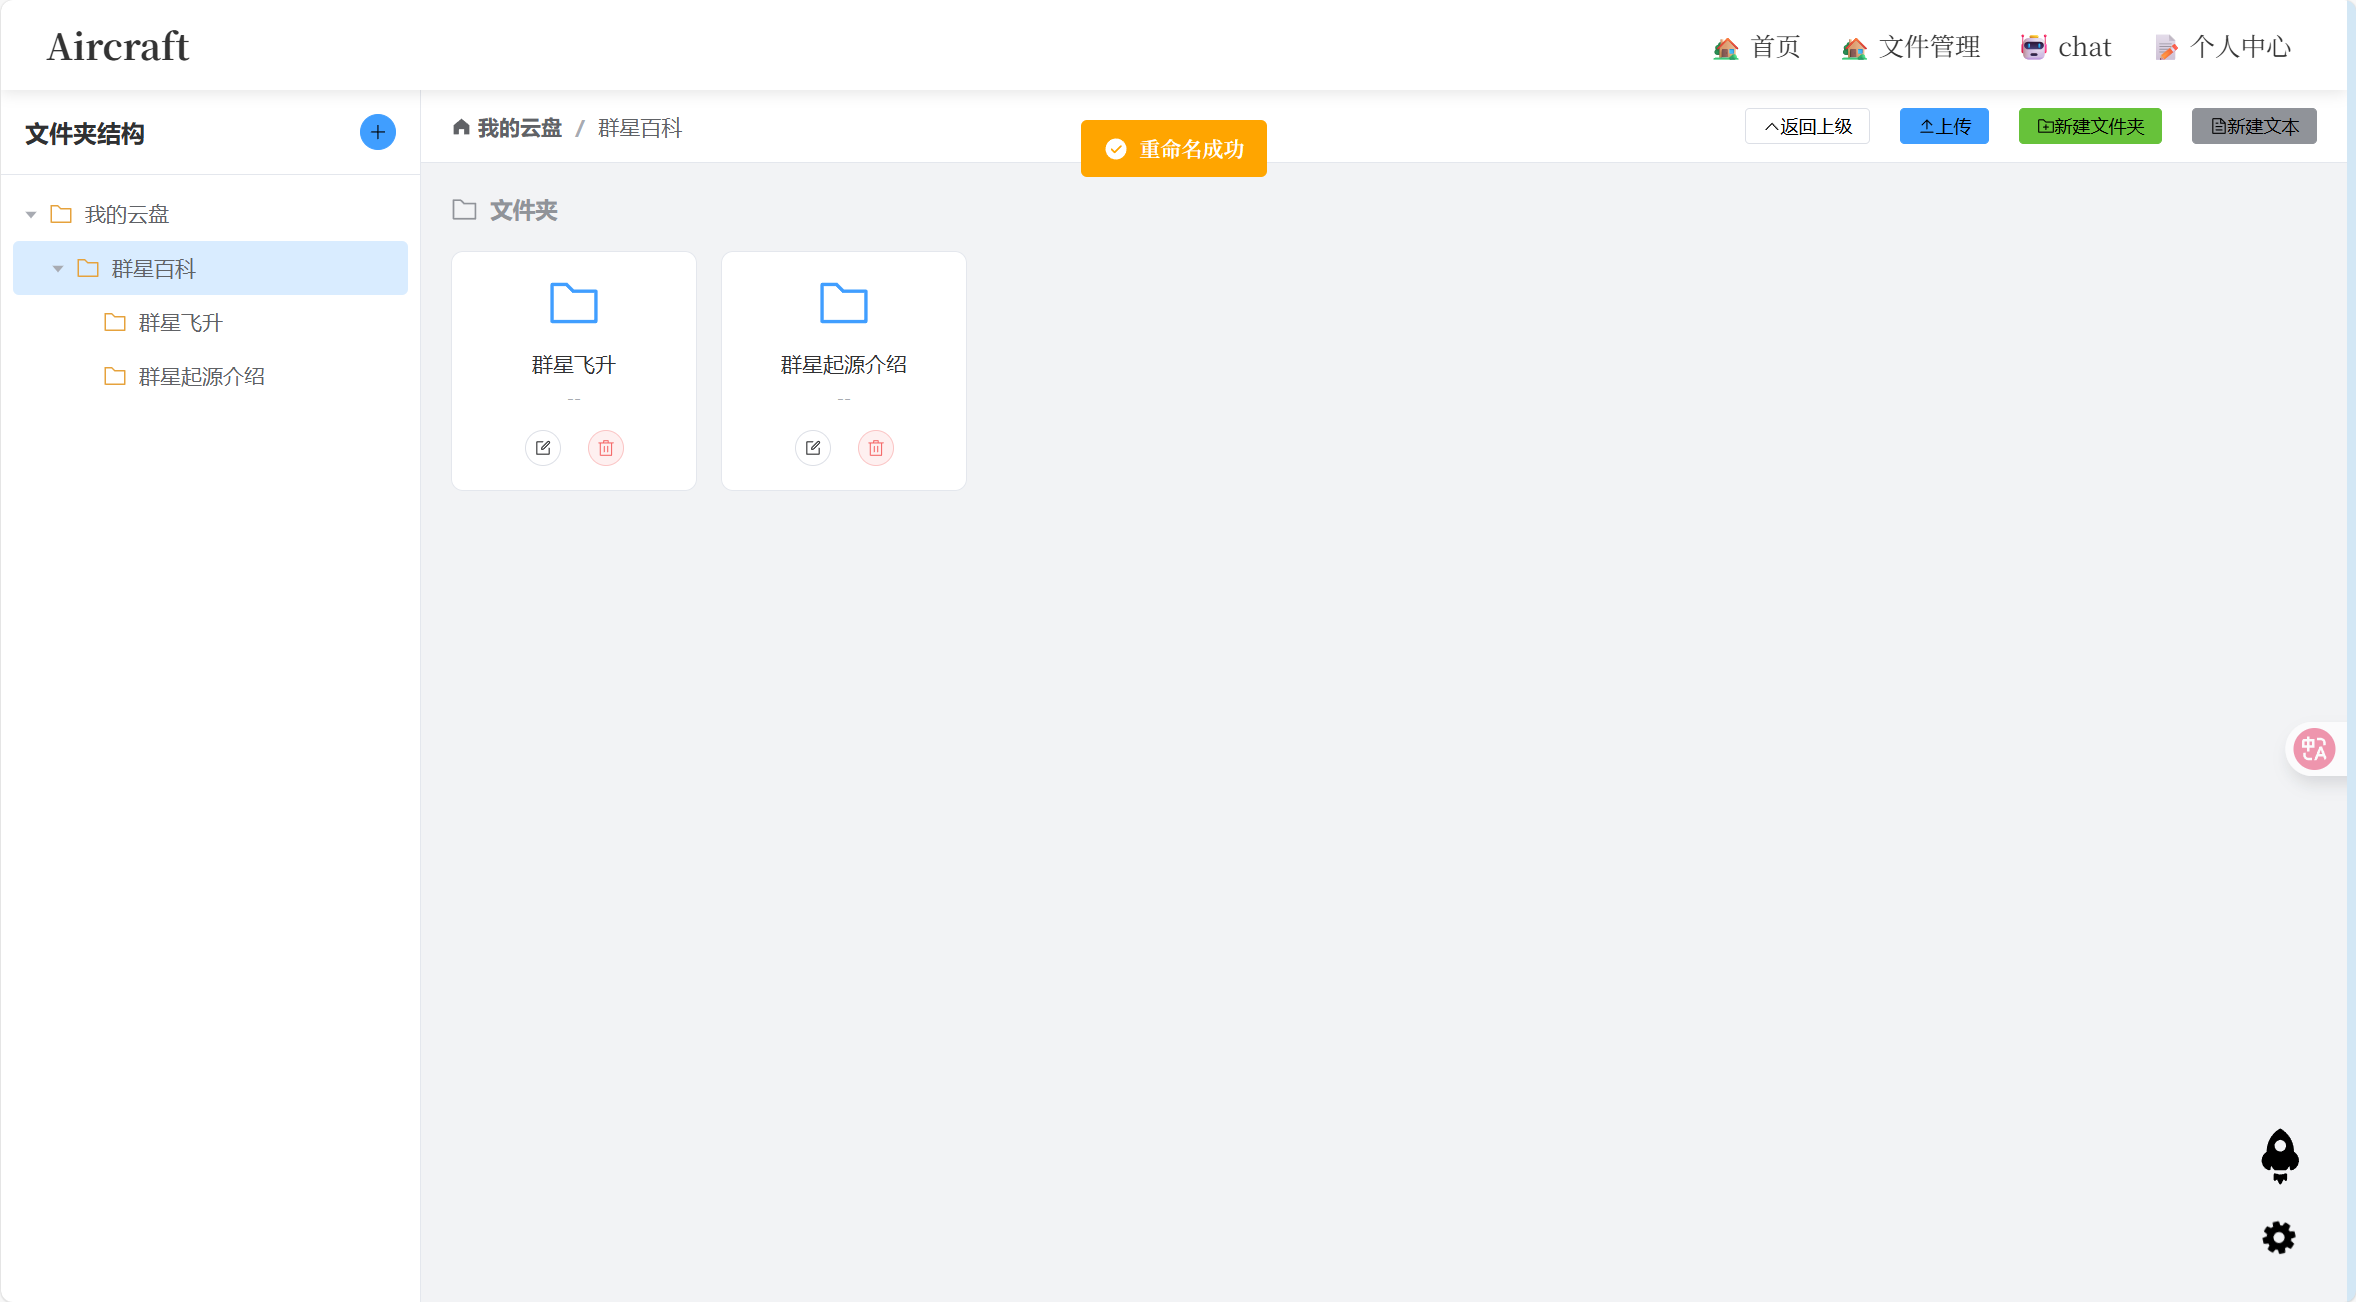 Aircraft
首页
文件管理
chat
个人中心
文件夹结构
我的云盘 / 群星百科
重命名成功
返回上级
上传
新建文件夹
新建文本
我的云盘
群星百科
群星飞升
群星起源介绍
文件夹
群星飞升
--
群星起源介绍
--
中A